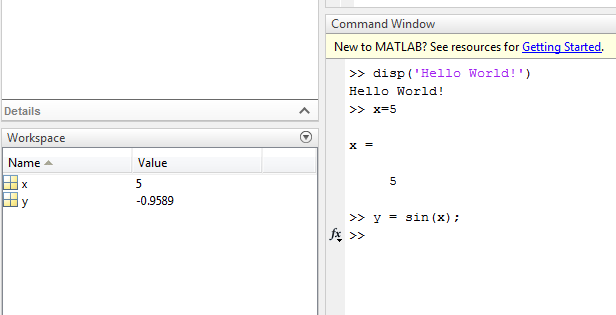 Details
Workspace
Name Value
x 5
y -0.9589
Command Window
New to MATLAB? See resources for Getting Started.
>> disp('Hello World!')
Hello World!
>> x=5
x =
5
>> y = sin(x);
fx >>